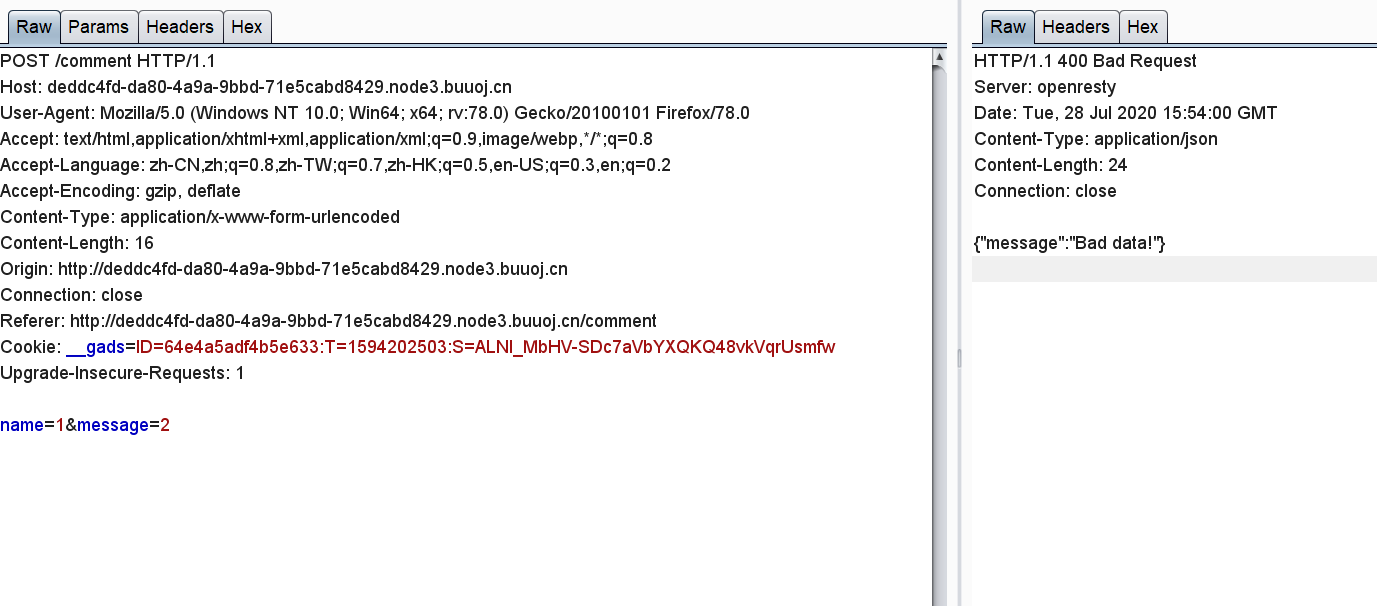 Raw Params Headers Hex
POST /comment HTTP/1.1
Host: deddc4fd-da80-4a9a-9bbd-71e5cabd8429.node3.buuoj.cn
User-Agent: Mozilla/5.0 (Windows NT 10.0; Win64; x64; rv:78.0) Gecko/20100101 Firefox/78.0
Accept: text/html,application/xhtml+xml,application/xml;q=0.9,image/webp,*/*;q=0.8
Accept-Language: zh-CN,zh;q=0.8,zh-TW;q=0.7,zh-HK;q=0.5,en-US;q=0.3,en;q=0.2
Accept-Encoding: gzip, deflate
Content-Type: application/x-www-form-urlencoded
Content-Length: 16
Origin: http://deddc4fd-da80-4a9a-9bbd-71e5cabd8429.node3.buuoj.cn
Connection: close
Referer: http://deddc4fd-da80-4a9a-9bbd-71e5cabd8429.node3.buuoj.cn/comment
Cookie: __gads=ID=64e4a5adf4b5e633:T=1594202503:S=ALNI_MbHV-SDc7aVbYXQKQ48vkVqrUsmfw
Upgrade-Insecure-Requests: 1
name=1&message=2
Raw Headers Hex
HTTP/1.1 400 Bad Request
Server: openresty
Date: Tue, 28 Jul 2020 15:54:00 GMT
Content-Type: application/json
Content-Length: 24
Connection: close
{"message":"Bad data!"}